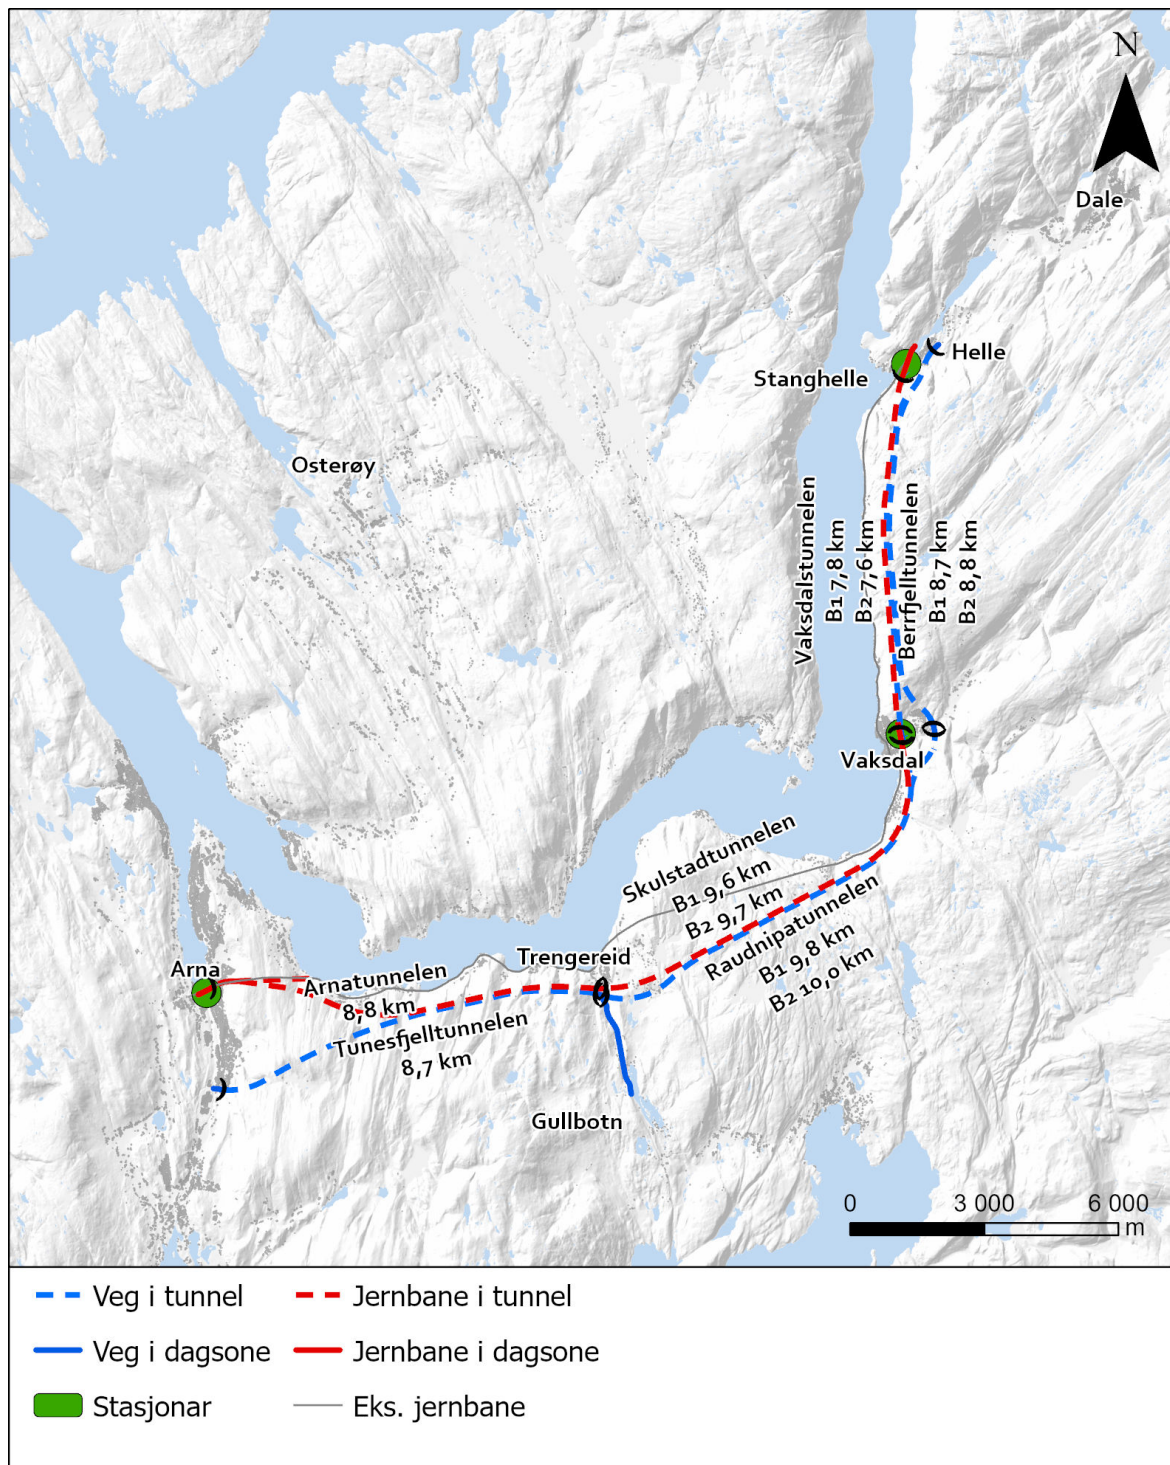 N
Dale
Helle
Stanghelle
Osterøy
Vaksdalstunnelen
B1 7,8 km
B2 7,6 km
Berrfjelltunnelen
B1 8,7 km
B2 8,8 km
Vaksdal
Skulstadtunnelen
B1 9,6 km
B2 9,7 km
Raudnipatunnelen
B1 9,8 km
B2 10,0 km
Trengereid
Arna
Arnatunnelen
8,8 km
Tunesfjelltunnelen
8,7 km
Gullbotn
0 3 000 6 000
m
Veg i tunnel
Jernbane i tunnel
Veg i dagsone
Jernbane i dagsone
Stasjonar
Eks. jernbane